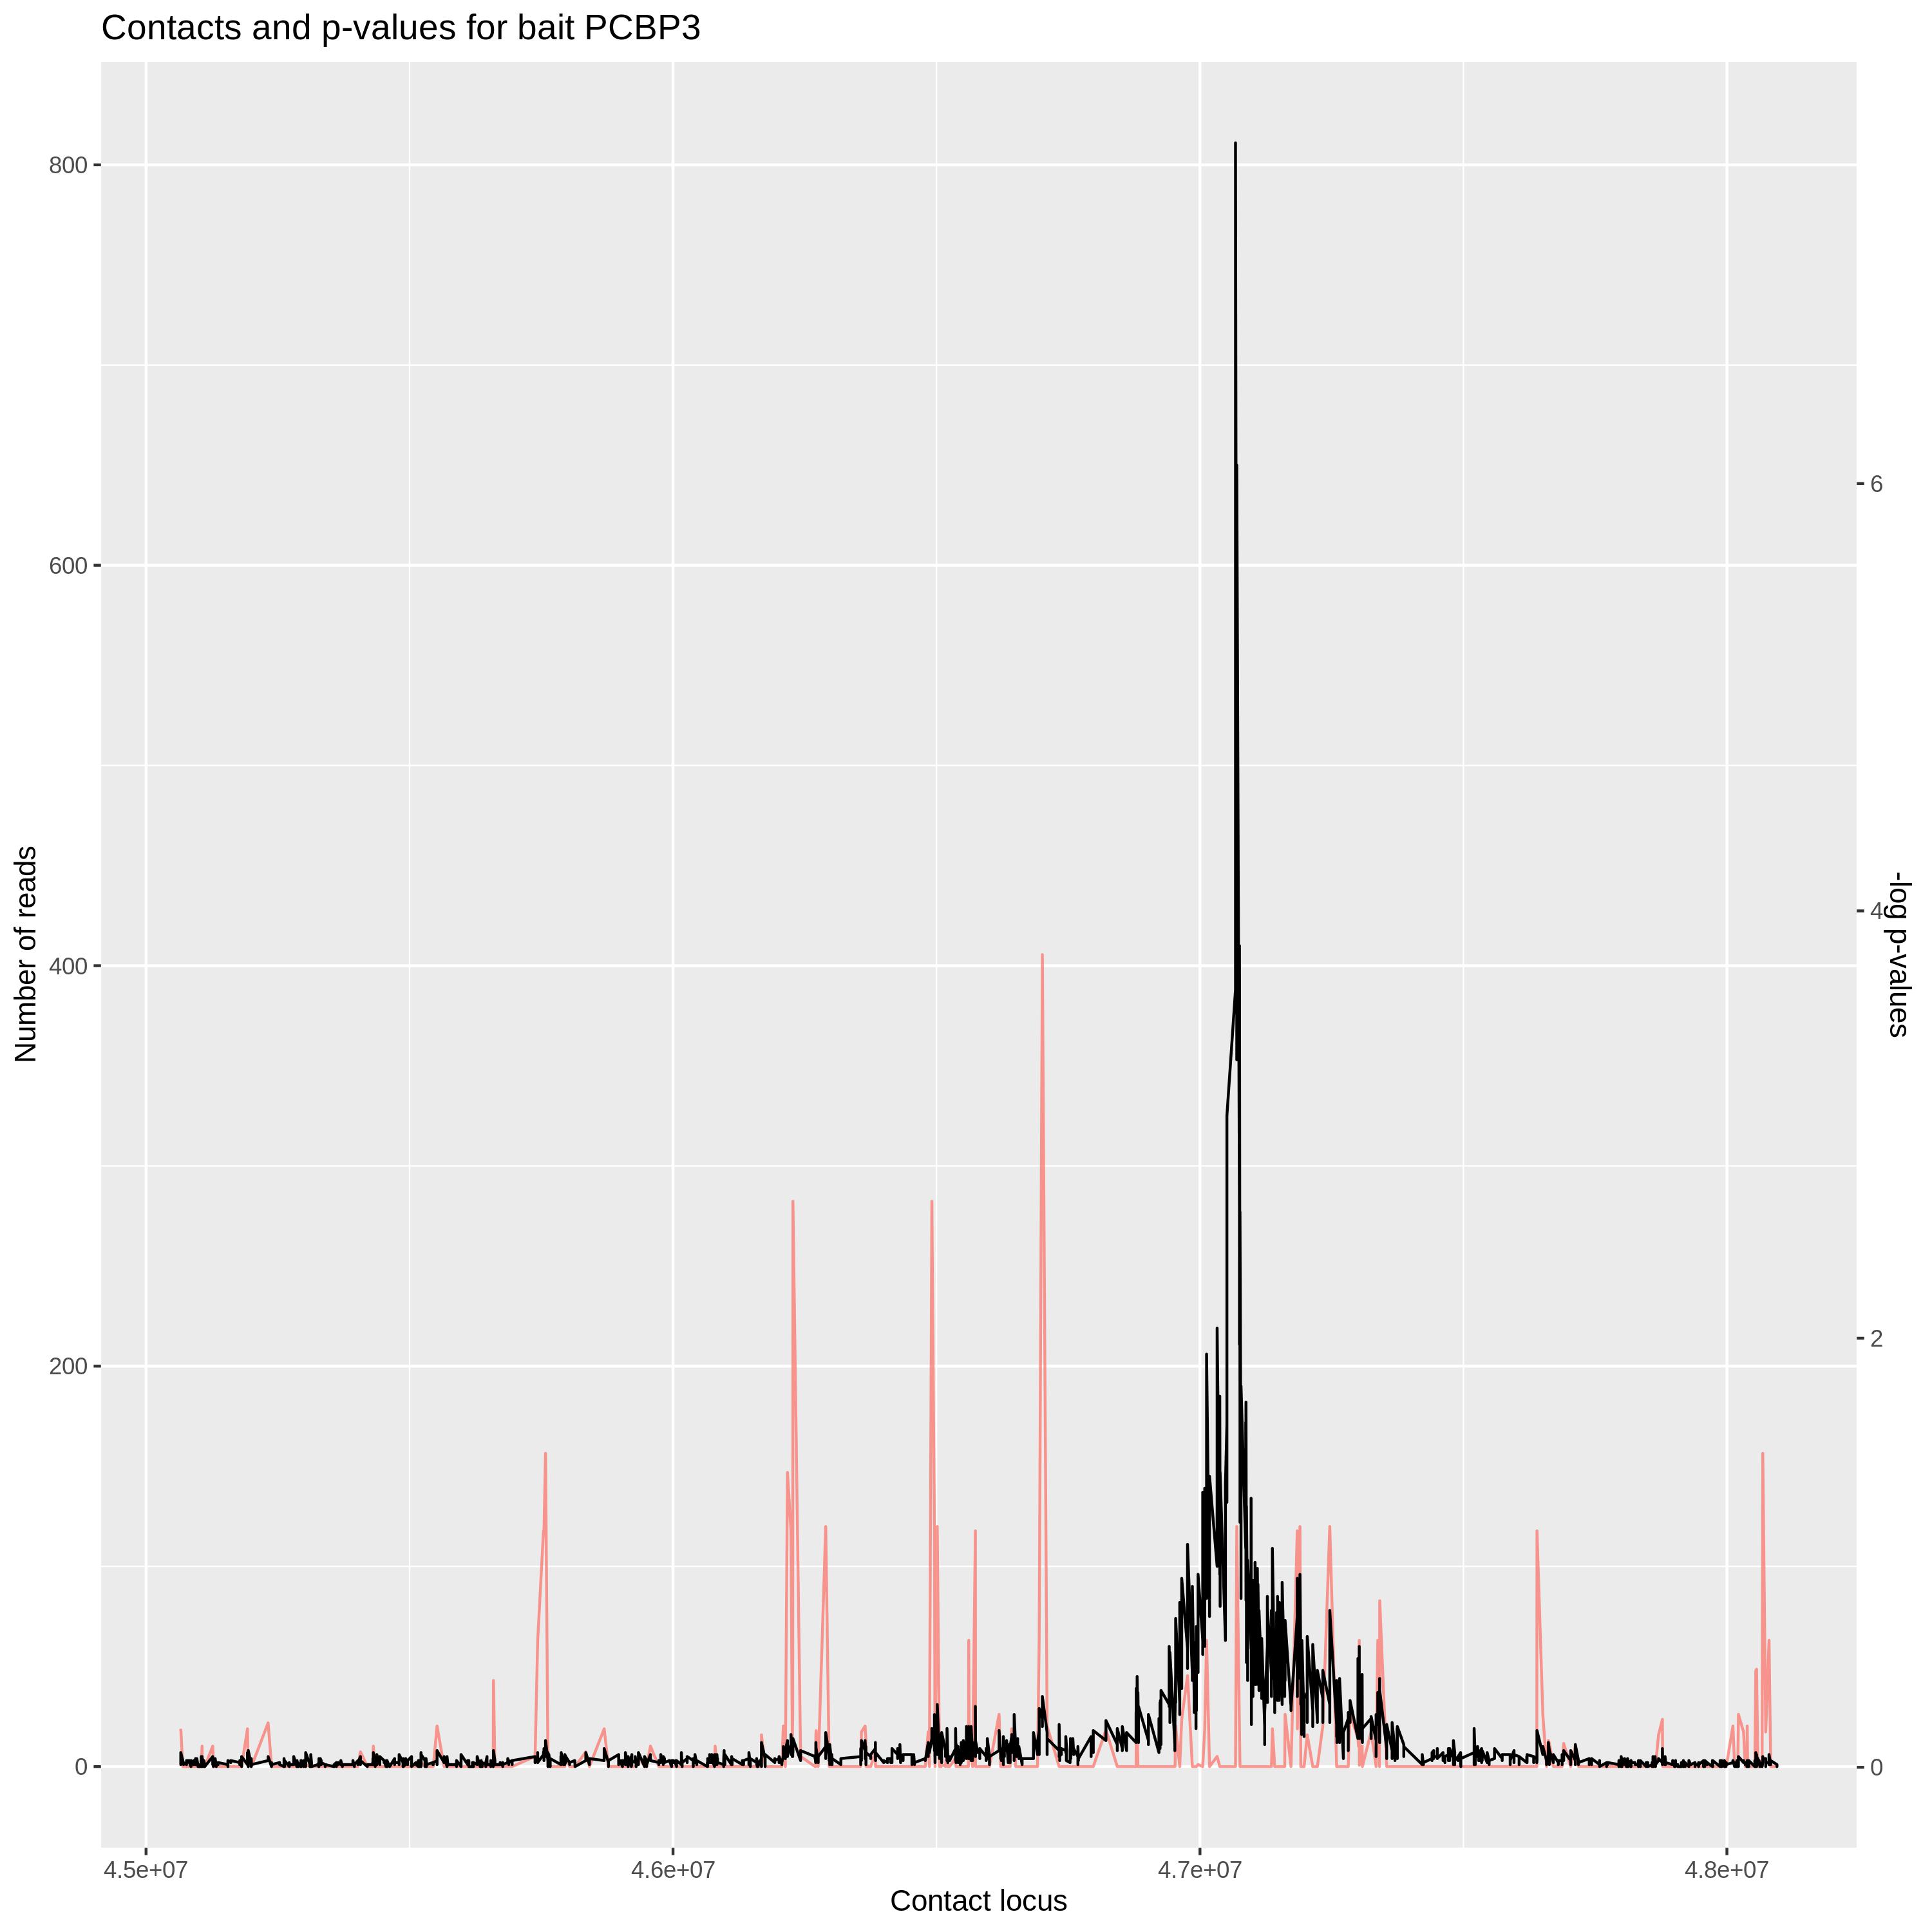 Contacts and p-values for bait PCBP3
800
600
400
200
0
Number of reads
6
4
2
0
-log p-values
4.5e+07 4.6e+07 4.7e+07 4.8e+07
Contact locus